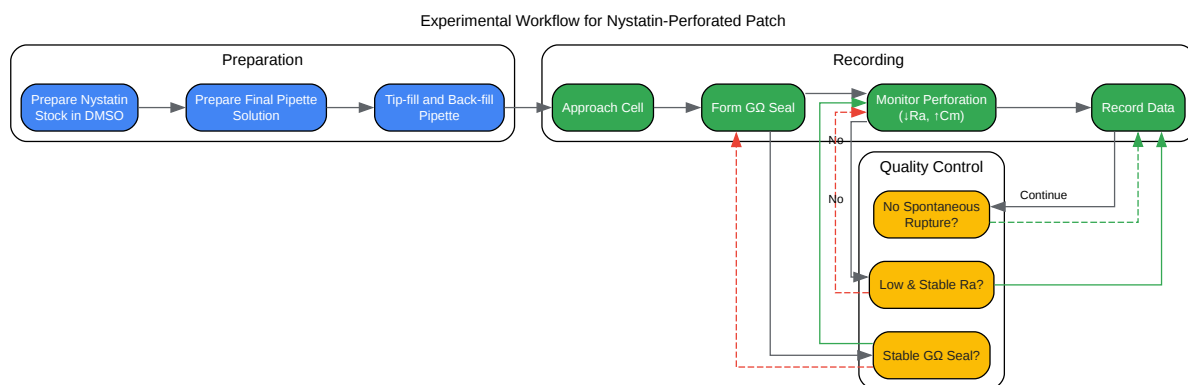 Experimental Workflow for Nystatin-Perforated Patch
Preparation
Recording
Prepare Nystatin
Stock in DMSO
Prepare Final Pipette
Solution
Tip-fill and Back-fill
Pipette
Approach Cell
Form GΩ Seal
Monitor Perforation
(↓Ra, ↑Cm)
Record Data
No
Quality Control
No Spontaneous
Rupture?
Continue
No
Low & Stable Ra?
Stable GΩ Seal?